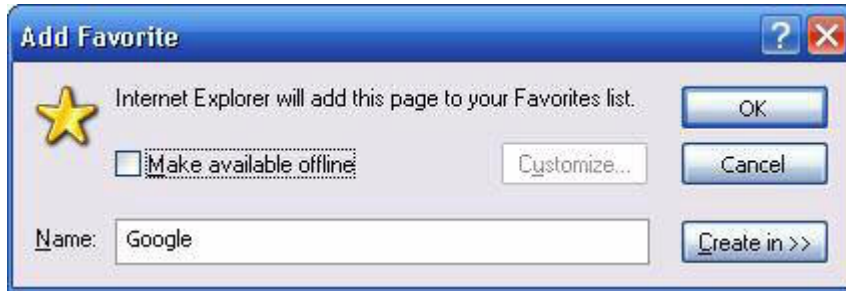 Add Favorite
?
Internet Explorer will add this page to your Favorites list.
OK
Make available offline
Customize...
Cancel
Name:
Google
Create in >>